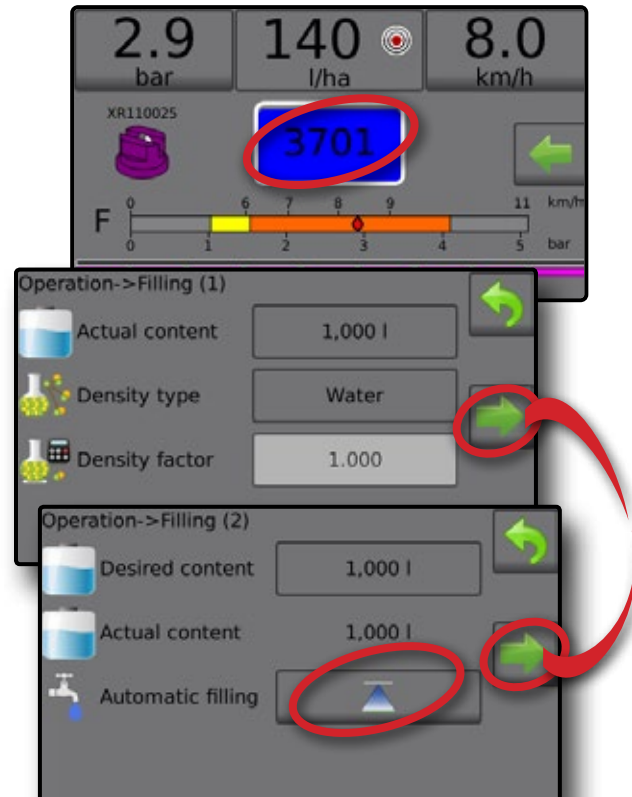 2.9 140 8.0
bar l/ha km/h
XR110025
3701
0 6 7 8 9 11 km/h
F
0 1 2 3 4 5 bar
Operation->Filling (1)
Actual content 1,000 l
Density type Water
Density factor 1.000
Operation->Filling (2)
Desired content 1,000 l
Actual content 1,000 l
Automatic filling